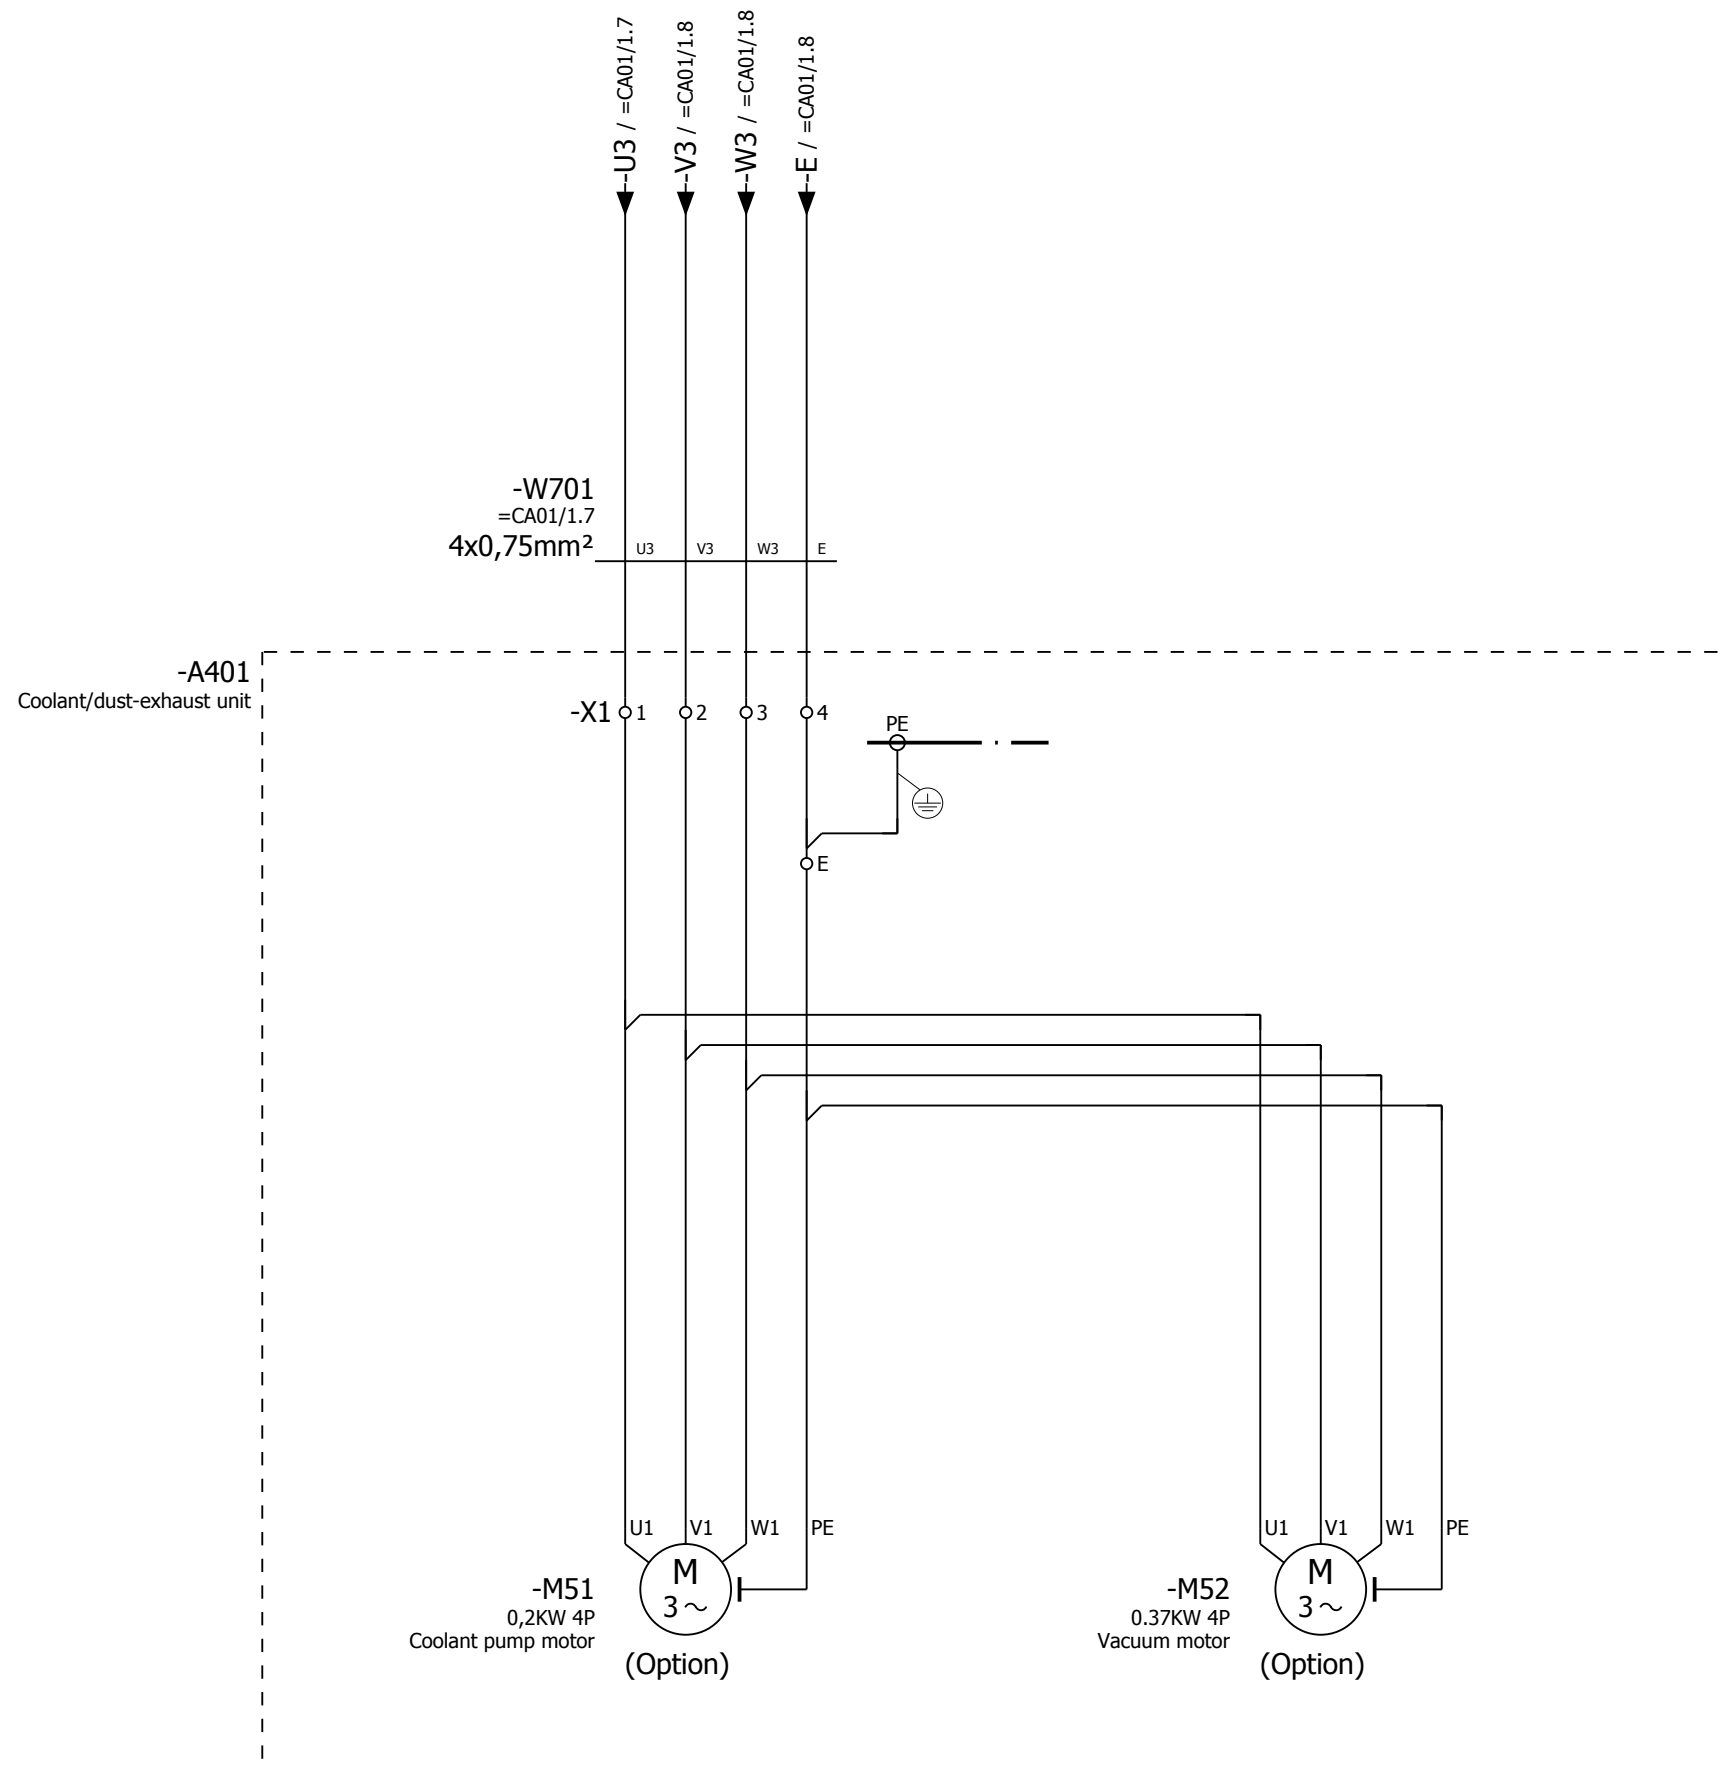 -U3 / =CA01/1.7
-V3 / =CA01/1.8
-W3 / =CA01/1.8
-E / =CA01/1.8
-W701
=CA01/1.7
4x0,75mm²
U3
V3
W3
E
-A401
Coolant/dust-exhaust unit
-X1
1
2
3
4
PE
E
U1
V1
W1
PE
U1
V1
W1
PE
-M51
0,2KW 4P
Coolant pump motor
M
3~
(Option)
-M52
0.37KW 4P
Vacuum motor
M
3~
(Option)